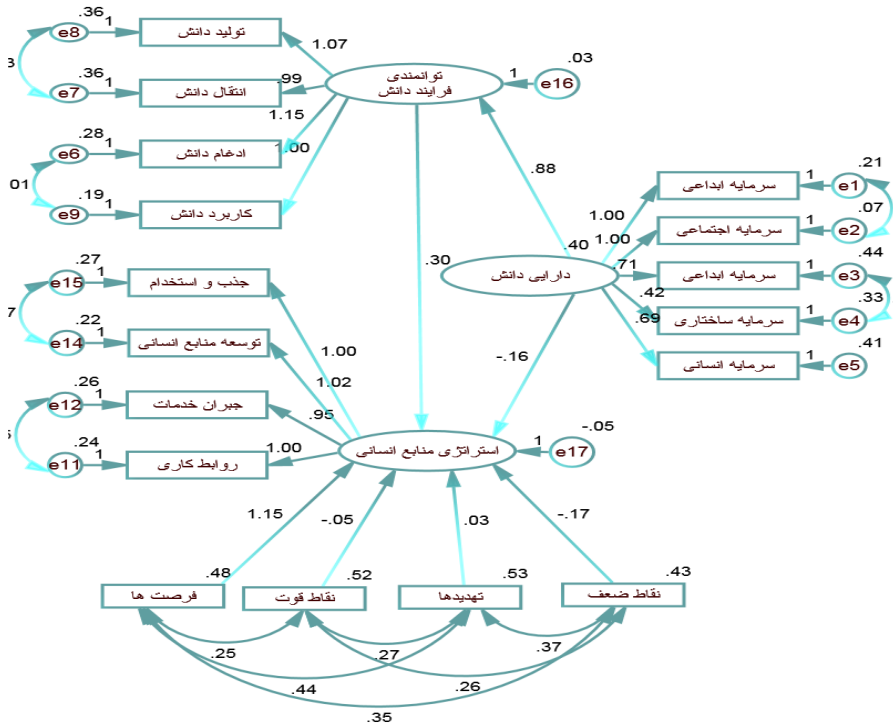 .36
1
e8
تولید دانش
1.07
.36
1
e7
انتقال دانش
.99
توانمندی
فرایند دانش
1
.03
e16
1.15
.28
1
e6
ادغام دانش
1.00
01
.19
1
e9
کاربرد دانش
.88
.21
1
e1
سرمایه ابداعی
1.00
.07
1
e2
سرمایه اجتماعی
1.00
.40
.30
دارایی دانش
.71
.44
1
e3
سرمایه ابداعی
.42
.33
1
e4
سرمایه ساختاری
.69
.41
1
e5
سرمایه انسانی
.27
1
e15
جذب و استخدام
7
.22
1
e14
توسعه منابع انسانی
1.00
-.16
.26
1
e12
جبران خدمات
1.02
.95
.24
1
e11
روابط کاری
1.00
استراتژی منابع انسانی
1
-.05
e17
1.15
-.05
.03
-.17
.48
فرصت ها
.52
نقاط قوت
.53
تهدیدها
.43
نقاط ضعف
.25
.27
.37
.44
.26
.35